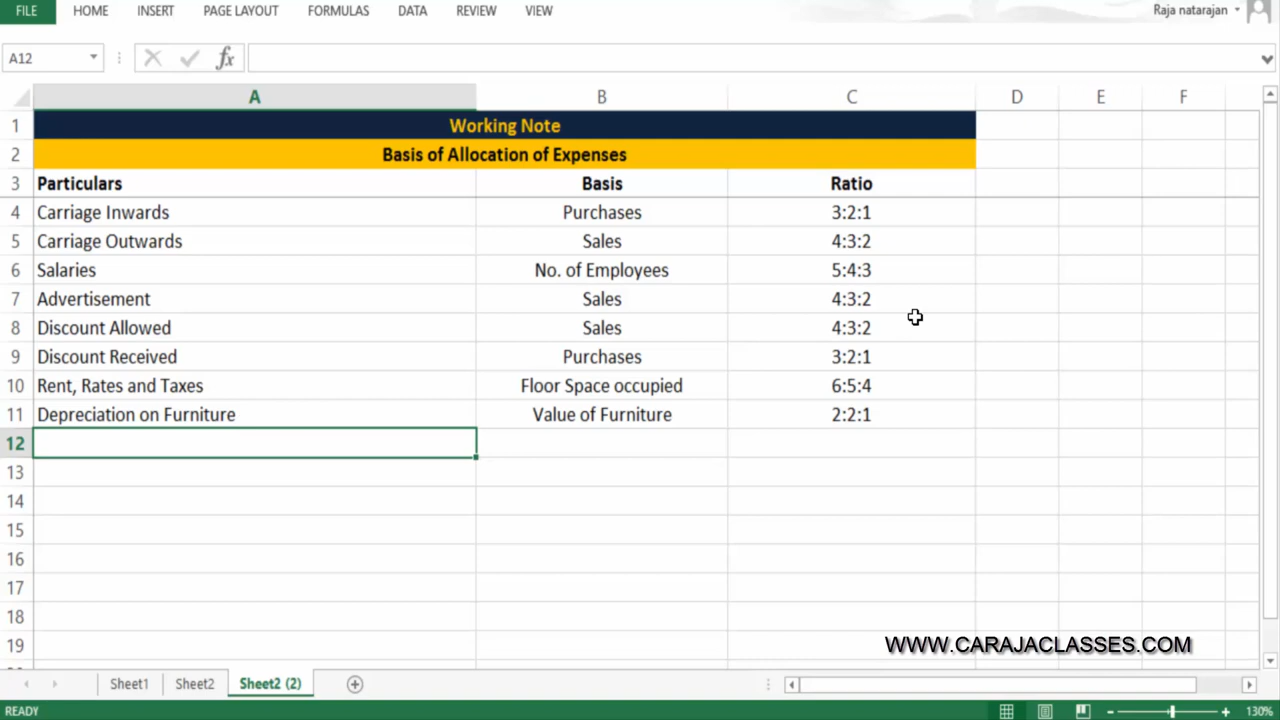 FILE HOME INSERT PAGE LAYOUT FORMULAS DATA REVIEW VIEW Raja natarajan
A12 fx
A B C D E F
1 Working Note
2 Basis of Allocation of Expenses
3 Particulars Basis Ratio
4 Carriage Inwards Purchases 3:2:1
5 Carriage Outwards Sales 4:3:2
6 Salaries No. of Employees 5:4:3
7 Advertisement Sales 4:3:2
8 Discount Allowed Sales 4:3:2
9 Discount Received Purchases 3:2:1
10 Rent, Rates and Taxes Floor Space occupied 6:5:4
11 Depreciation on Furniture Value of Furniture 2:2:1
12
13
14
15
16
17
18
19
WWW.CARAJACLASSES.COM
Sheet1 Sheet2 Sheet2 (2)
READY 130%